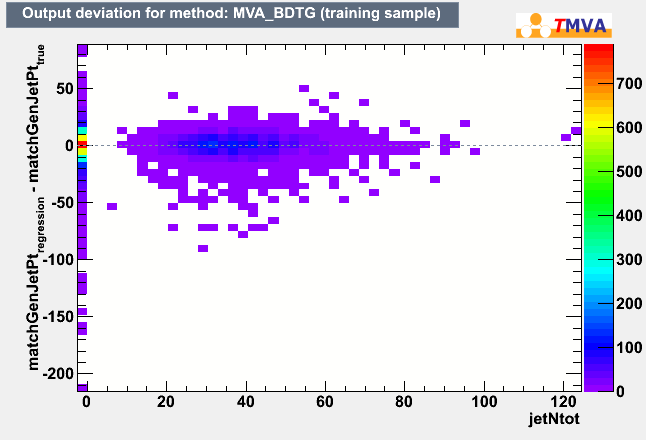 Output deviation for method: MVA_BDTG (training sample)
TMVA
matchGenJetPt_regression - matchGenJetPt_true
50
0
-50
-100
-150
-200
0 20 40 60 80 100 120
jetNtot
700
600
500
400
300
200
100
0